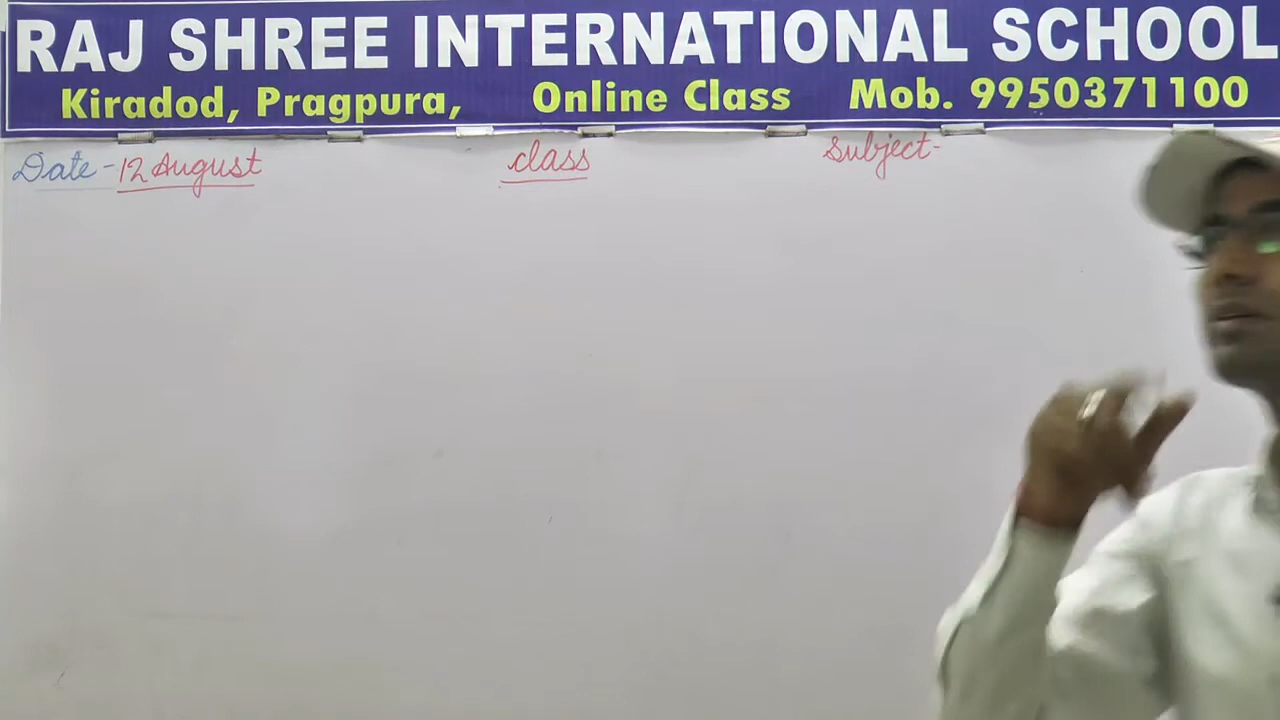 RAJ SHREE INTERNATIONAL SCHOOL
Kiradod, Pragpura, Online Class Mob. 9950371100
Date - 12 August class Subject-